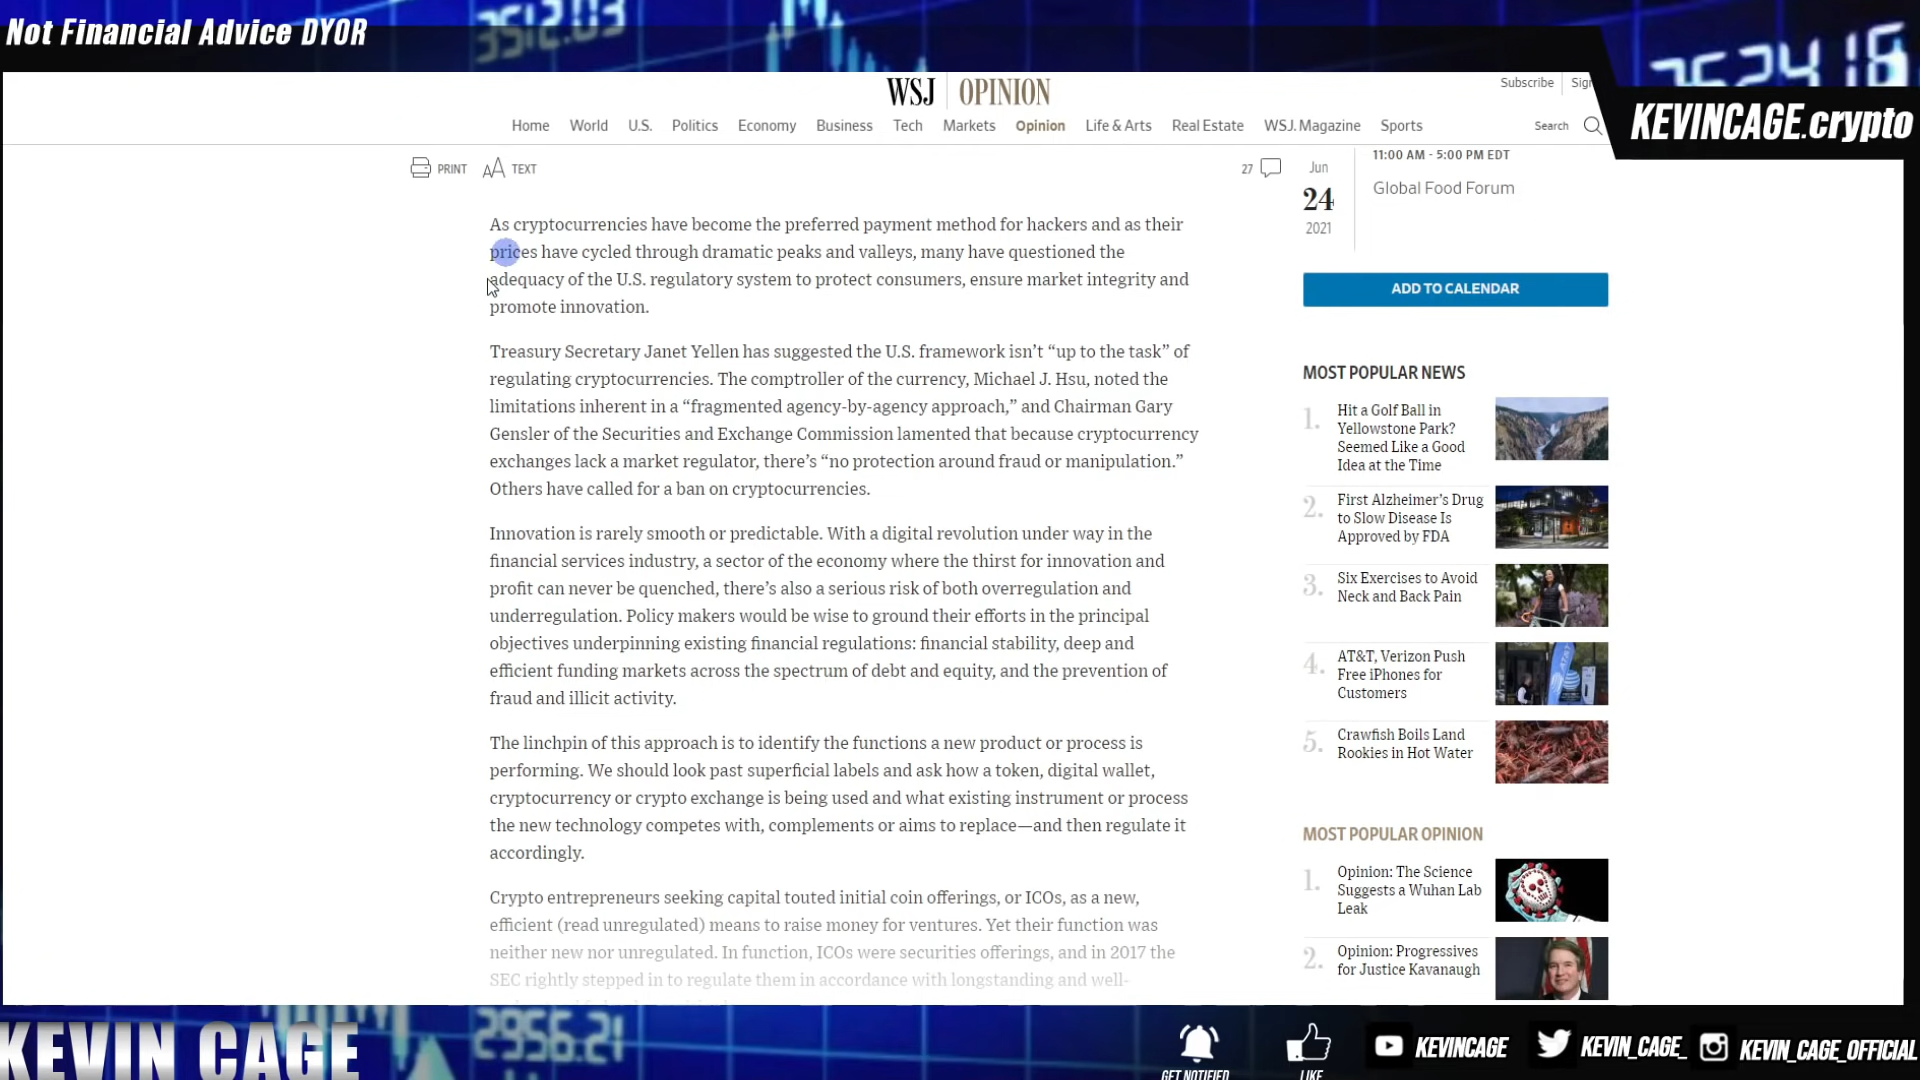 Not Financial Advice DYOR
3512.03
KEVINCAGE.crypto
WSJ OPINION
Subscribe
Home World U.S. Politics Economy Business Tech Markets Opinion Life & Arts Real Estate WSJ. Magazine Sports
Search
PRINT AA TEXT
27
Jun
24
2021
11:00 AM - 5:00 PM EDT
Global Food Forum
ADD TO CALENDAR
As cryptocurrencies have become the preferred payment method for hackers and as their
prices have cycled through dramatic peaks and valleys, many have questioned the
adequacy of the U.S. regulatory system to protect consumers, ensure market integrity and
promote innovation.
Treasury Secretary Janet Yellen has suggested the U.S. framework isn’t “up to the task” of
regulating cryptocurrencies. The comptroller of the currency, Michael J. Hsu, noted the
limitations inherent in a “fragmented agency-by-agency approach,” and Chairman Gary
Gensler of the Securities and Exchange Commission lamented that because cryptocurrency
exchanges lack a market regulator, there’s “no protection around fraud or manipulation.”
Others have called for a ban on cryptocurrencies.
Innovation is rarely smooth or predictable. With a digital revolution under way in the
financial services industry, a sector of the economy where the thirst for innovation and
profit can never be quenched, there’s also a serious risk of both overregulation and
underregulation. Policy makers would be wise to ground their efforts in the principal
objectives underpinning existing financial regulations: financial stability, deep and
efficient funding markets across the spectrum of debt and equity, and the prevention of
fraud and illicit activity.
The linchpin of this approach is to identify the functions a new product or process is
performing. We should look past superficial labels and ask how a token, digital wallet,
cryptocurrency or crypto exchange is being used and what existing instrument or process
the new technology competes with, complements or aims to replace—and then regulate it
accordingly.
Crypto entrepreneurs seeking capital touted initial coin offerings, or ICOs, as a new,
efficient (read unregulated) means to raise money for ventures. Yet their function was
neither new nor unregulated. In function, ICOs were securities offerings, and in 2017 the
SEC rightly stepped in to regulate them in accordance with longstanding and well-
MOST POPULAR NEWS
1. Hit a Golf Ball in
Yellowstone Park?
Seemed Like a Good
Idea at the Time
2. First Alzheimer’s Drug
to Slow Disease Is
Approved by FDA
3. Six Exercises to Avoid
Neck and Back Pain
4. AT&T, Verizon Push
Free iPhones for
Customers
5. Crawfish Boils Land
Rookies in Hot Water
MOST POPULAR OPINION
1. Opinion: The Science
Suggests a Wuhan Lab
Leak
2. Opinion: Progressives
for Justice Kavanaugh
KEVIN CAGE
2956.21
GET NOTIFIED
LIKE
KEVINCAGE
KEVIN_CAGE_
KEVIN_CAGE_OFFICIAL